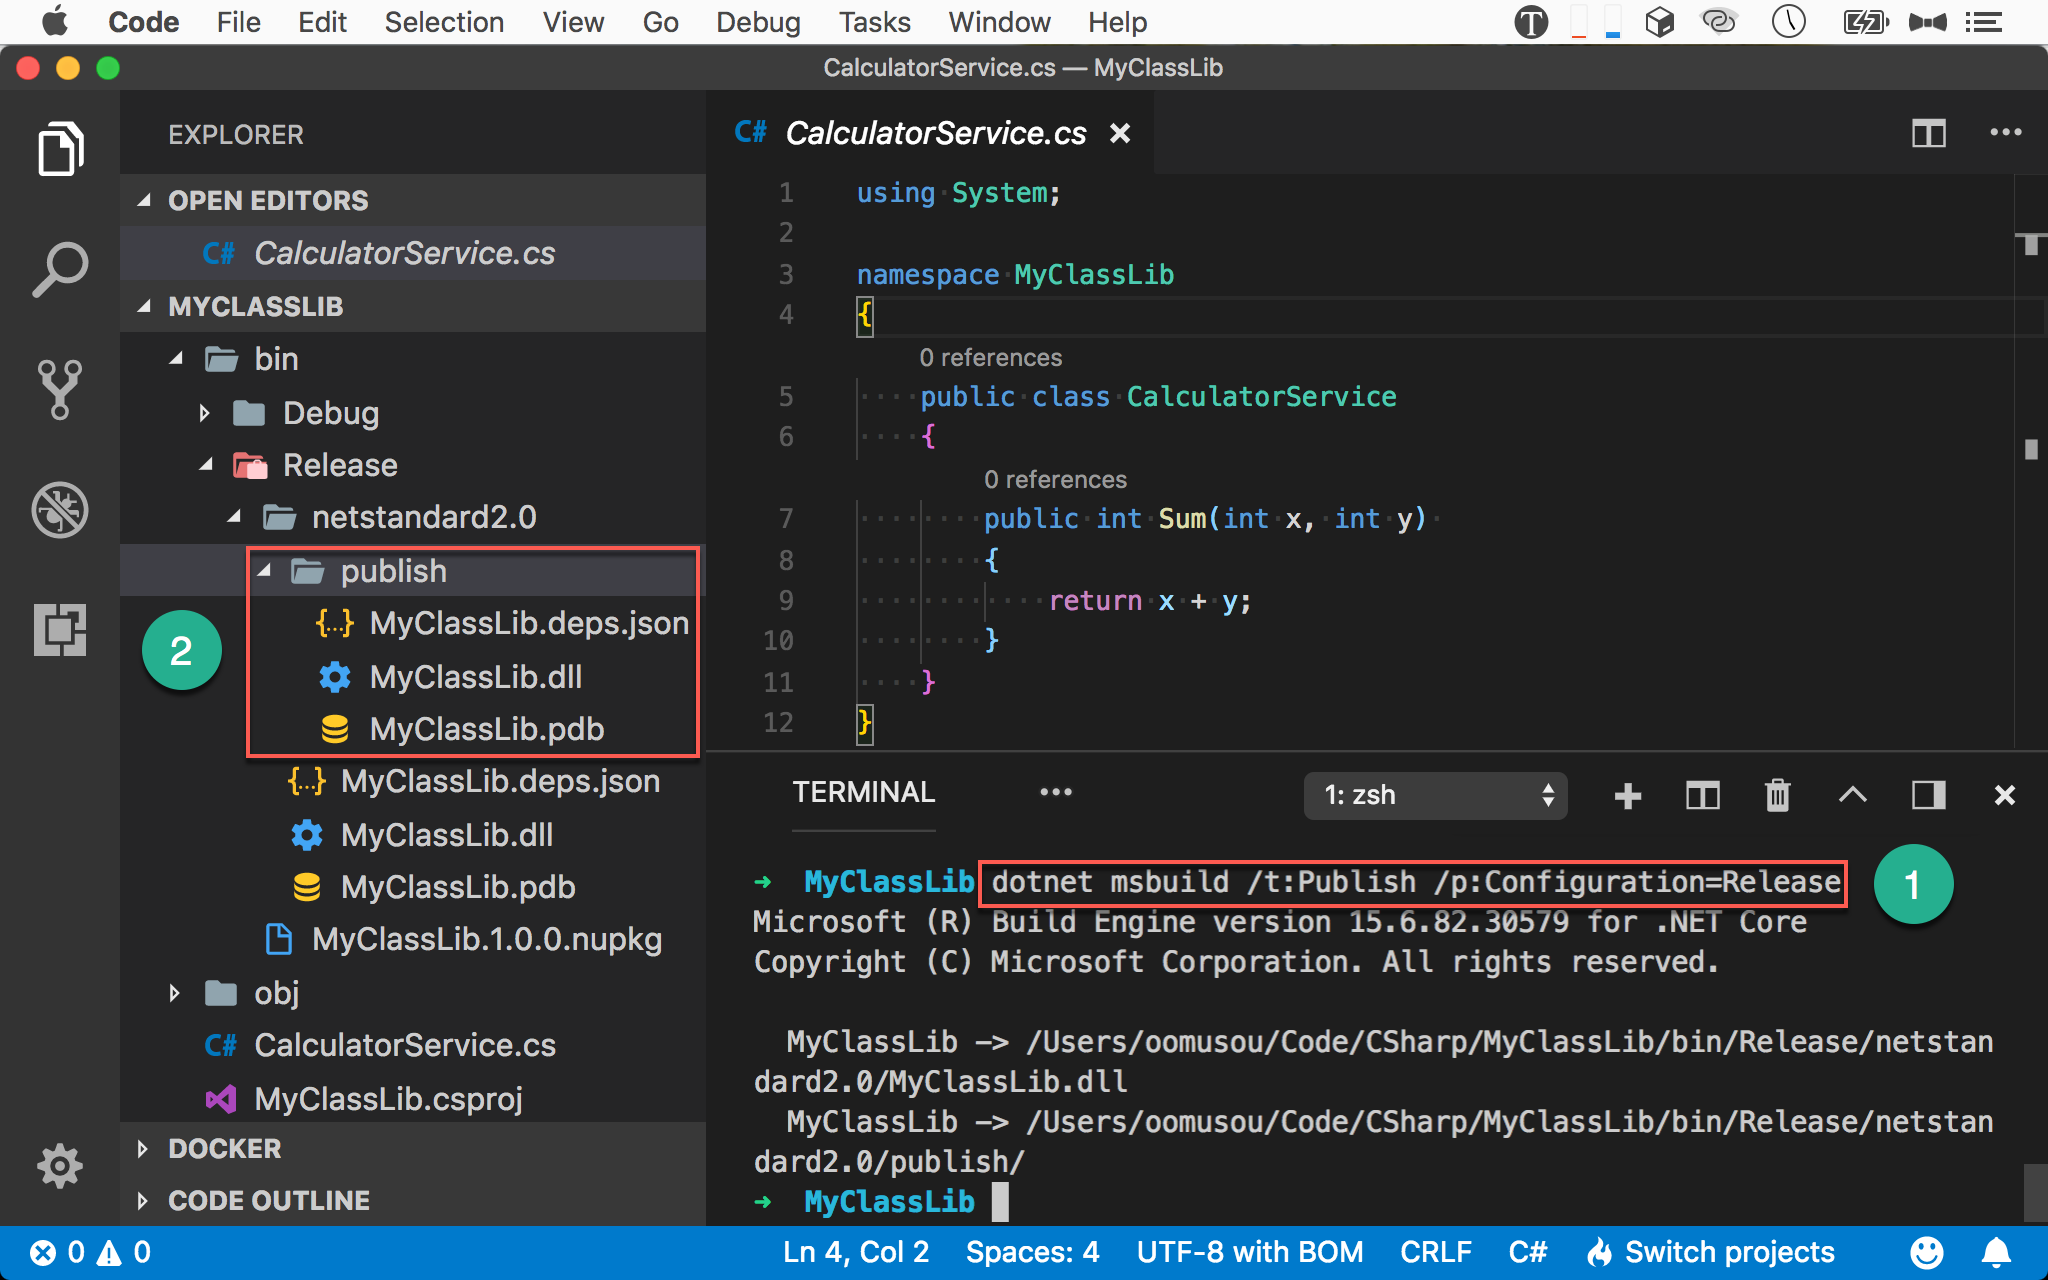 Code File Edit Selection View Go Debug Tasks Window Help
CalculatorService.cs — MyClassLib
EXPLORER
OPEN EDITORS
C# CalculatorService.cs
MYCLASSLIB
bin
Debug
Release
netstandard2.0
publish
{..} MyClassLib.deps.json
MyClassLib.dll
MyClassLib.pdb
2
{..} MyClassLib.deps.json
MyClassLib.dll
MyClassLib.pdb
MyClassLib.1.0.0.nupkg
obj
C# CalculatorService.cs
MyClassLib.csproj
DOCKER
CODE OUTLINE
C# CalculatorService.cs
1 using System;
2
3 namespace MyClassLib
4 {
0 references
5 public class CalculatorService
6 {
0 references
7 public int Sum(int x, int y)
8 {
9 return x + y;
10 }
11 }
12 }
TERMINAL
1: zsh
→ MyClassLib dotnet msbuild /t:Publish /p:Configuration=Release
1
Microsoft (R) Build Engine version 15.6.82.30579 for .NET Core
Copyright (C) Microsoft Corporation. All rights reserved.
MyClassLib -> /Users/oomusou/Code/CSharp/MyClassLib/bin/Release/netstan
dard2.0/MyClassLib.dll
MyClassLib -> /Users/oomusou/Code/CSharp/MyClassLib/bin/Release/netstan
dard2.0/publish/
→ MyClassLib
0 0 Ln 4, Col 2 Spaces: 4 UTF-8 with BOM CRLF C# Switch projects